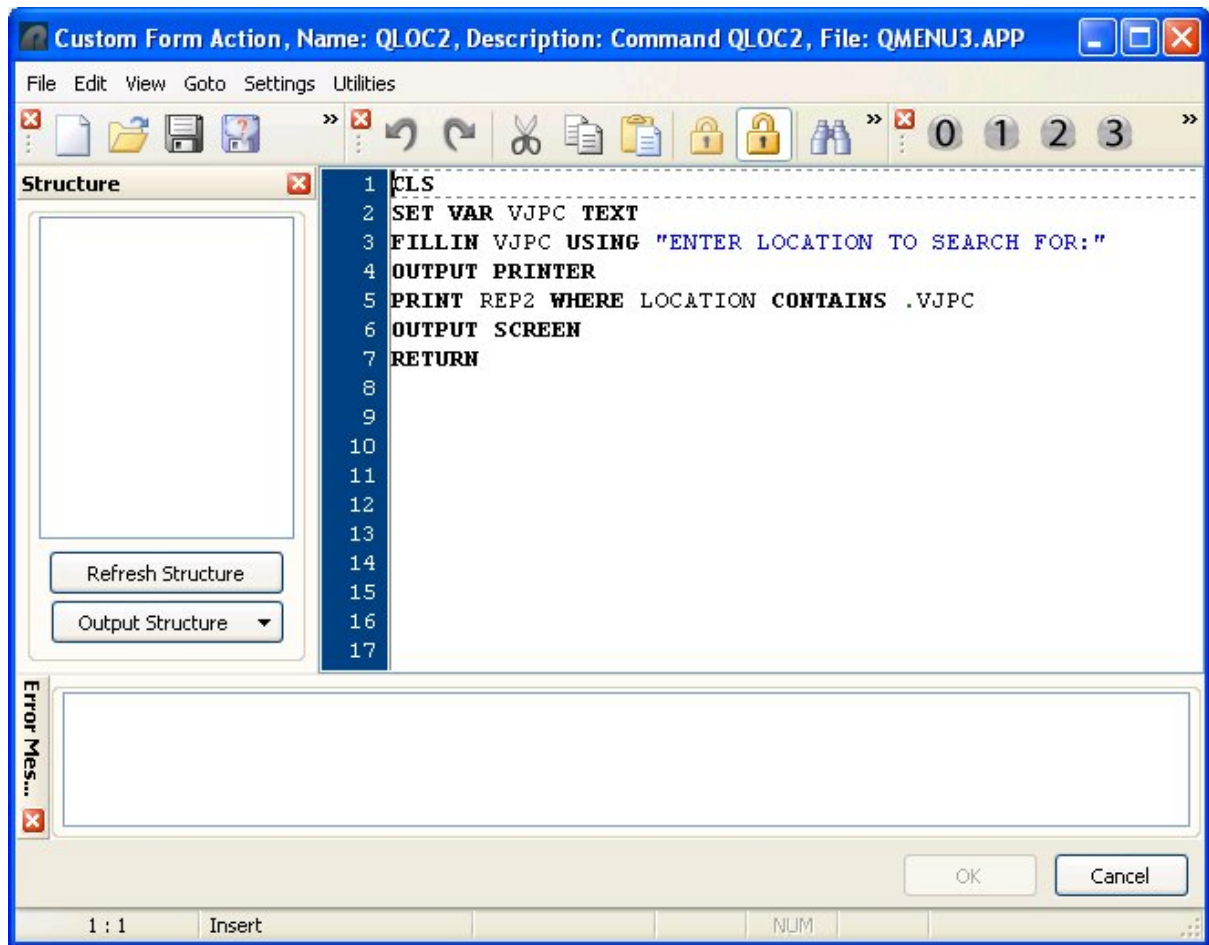 Custom Form Action, Name: QLOC2, Description: Command QLOC2, File: QMENU3.APP
File Edit View Goto Settings Utilities
» » 0 1 2 3 »
Structure
1 CLS
2 SET VAR VJPC TEXT
3 FILLIN VJPC USING "ENTER LOCATION TO SEARCH FOR:"
4 OUTPUT PRINTER
5 PRINT REP2 WHERE LOCATION CONTAINS .VJPC
6 OUTPUT SCREEN
7 RETURN
8
9
10
11
12
13
14
15
16
17
Refresh Structure
Output Structure
Error Mes...
OK Cancel
1 : 1 Insert NUM